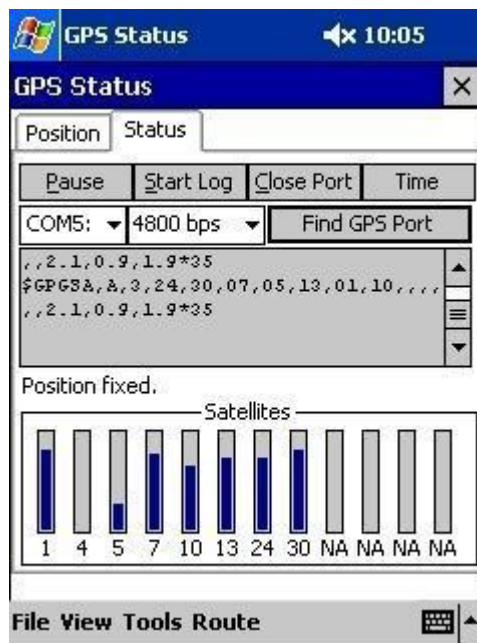 GPS Status 10:05
GPS Status
Position Status
Pause Start Log Close Port Time
COM5: 4800 bps Find GPS Port
,,2.1,0.9,1.9*35
$GPGSA,A,3,24,30,07,05,13,01,10,,,,
,,2.1,0.9,1.9*35
Position fixed.
Satellites
1 4 5 7 10 13 24 30 NA NA NA NA
File View Tools Route